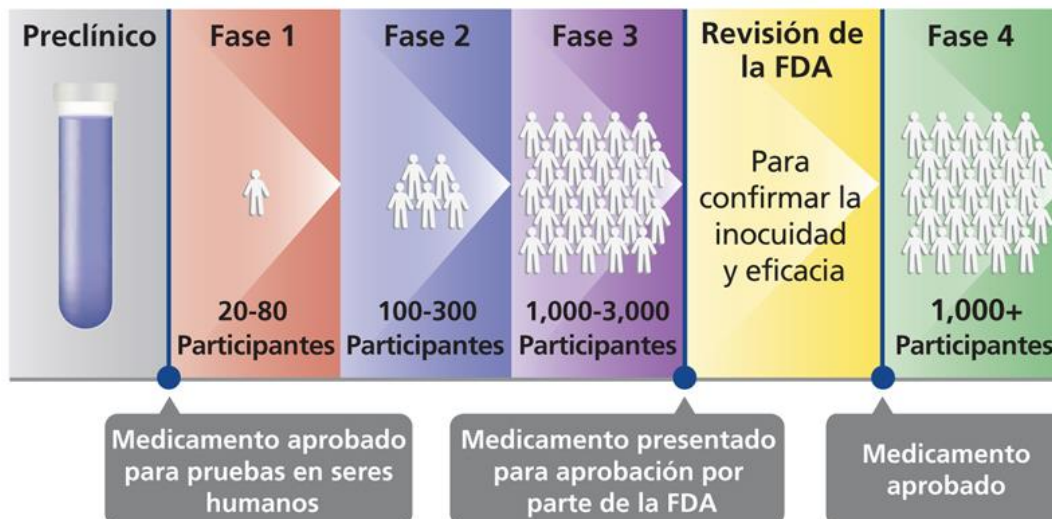 Preclínico
Fase 1
20-80
Participantes
Fase 2
100-300
Participantes
Fase 3
1,000-3,000
Participantes
Revisión de
la FDA
Para
confirmar la
inocuidad
y eficacia
Fase 4
1,000+
Participantes
Medicamento aprobado
para pruebas en seres
humanos
Medicamento presentado
para aprobación por
parte de la FDA
Medicamento
aprobado